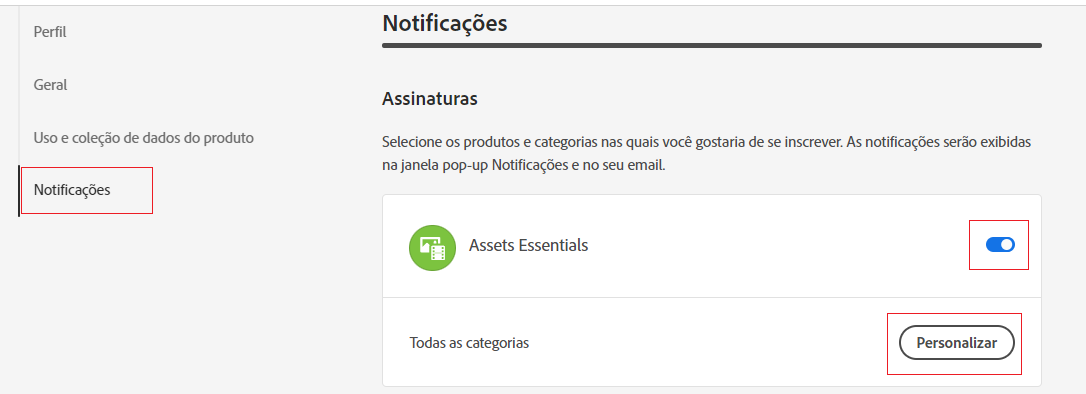 Perfil
Geral
Uso e coleção de dados do produto
Notificações
Notificações
Assinaturas
Selecione os produtos e categorias nas quais você gostaria de se inscrever. As notificações serão exibidas
na janela pop-up Notificações e no seu email.
Assets Essentials
Todas as categorias
Personalizar